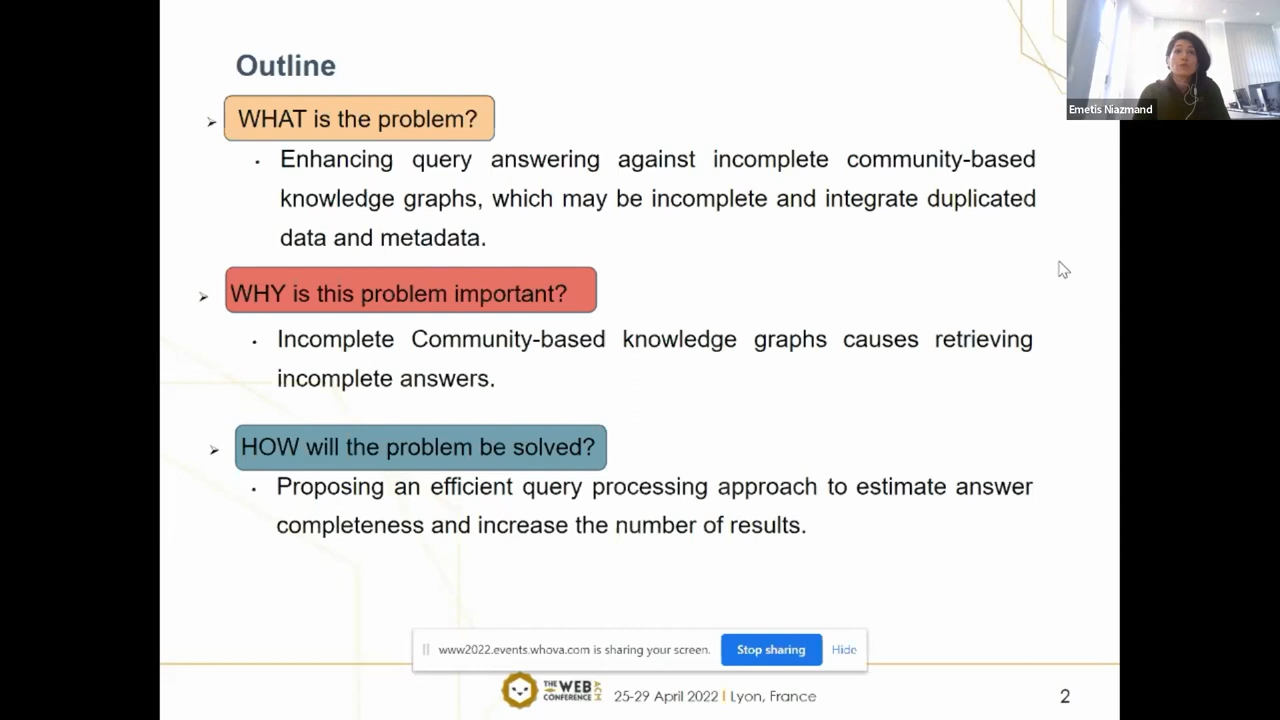 Outline
WHAT is the problem?
Enhancing query answering against incomplete community-based
knowledge graphs, which may be incomplete and integrate duplicated
data and metadata.
WHY is this problem important?
Incomplete Community-based knowledge graphs causes retrieving
incomplete answers.
HOW will the problem be solved?
Proposing an efficient query processing approach to estimate answer
completeness and increase the number of results.
www2022.events.whova.com is sharing your screen. Stop sharing Hide
THE WEB CONFERENCE ACM 25-29 April 2022 I Lyon, France 2
Emetis Niazmand